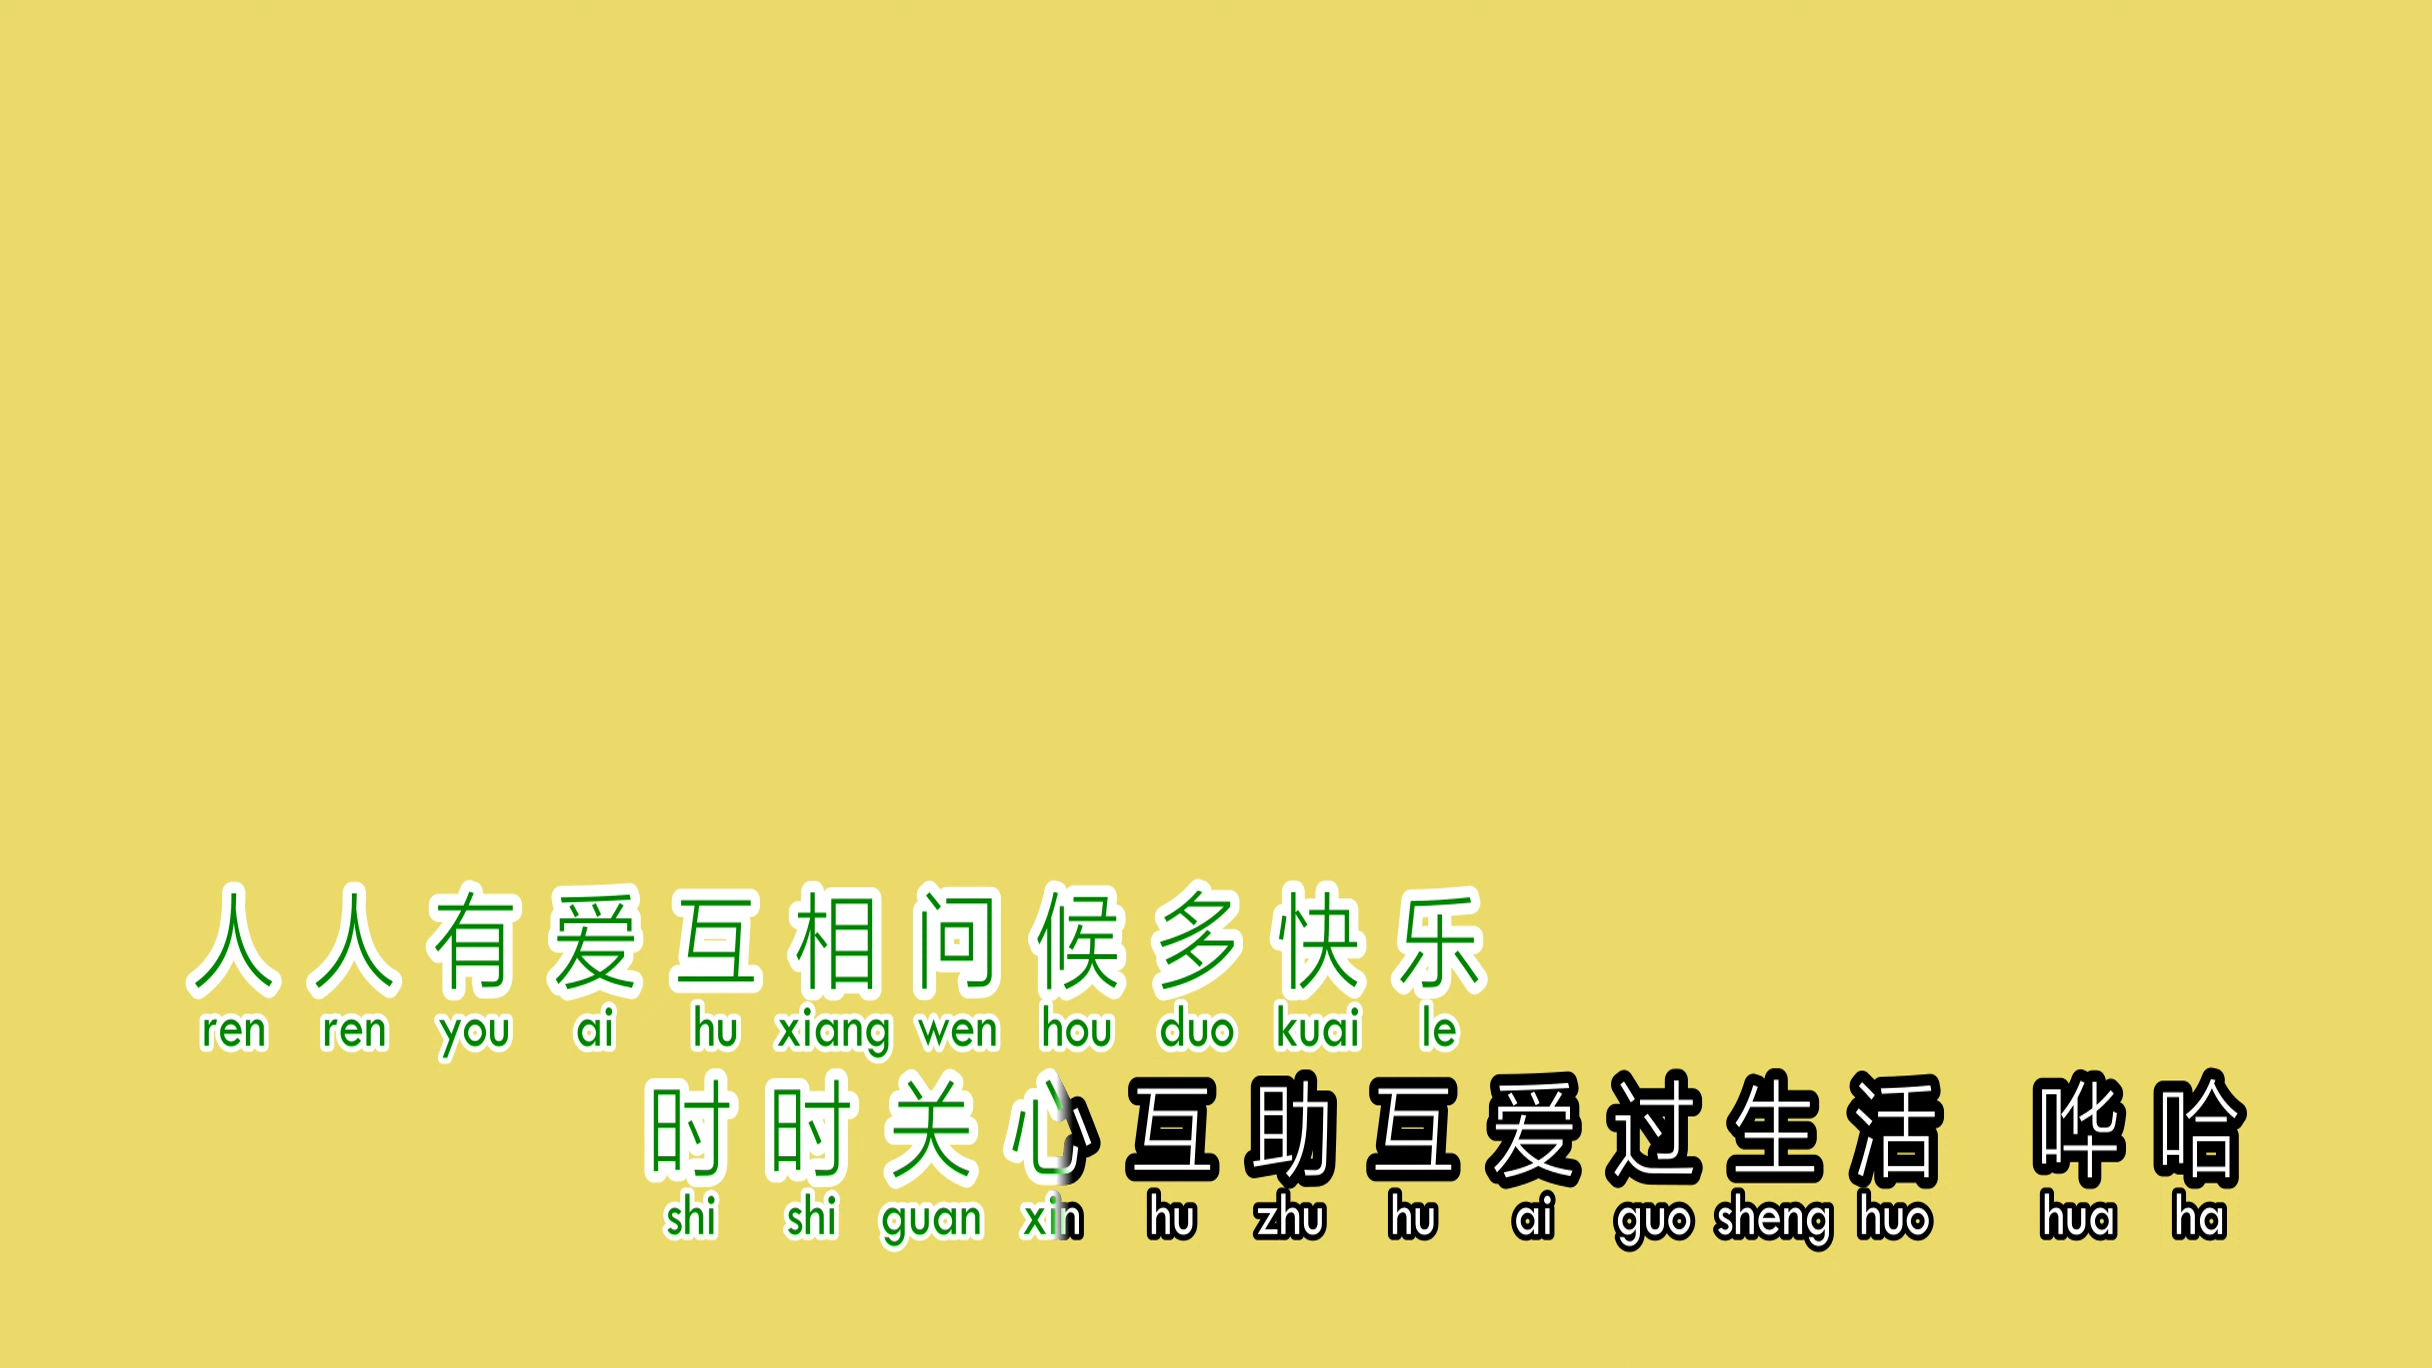 人人有爱互相问候多快乐
ren ren you ai hu xiang wen hou duo kuai le
时时关心互助互爱过生活 哗哈
shi shi guan xin hu zhu hu ai guo sheng huo hua ha